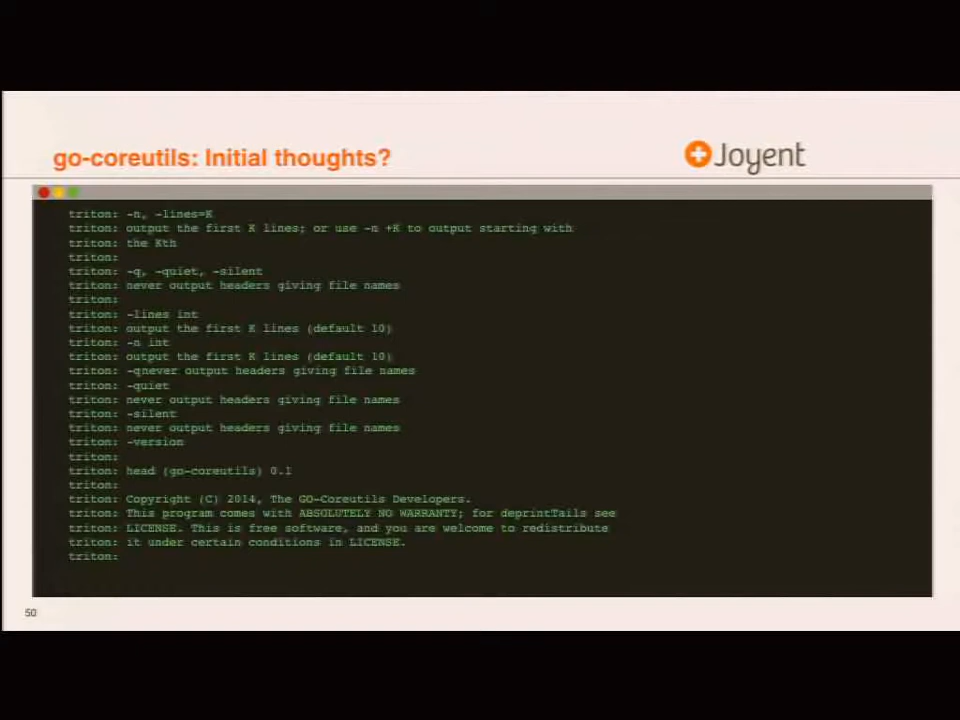 go-coreutils: Initial thoughts?
Joyent
triton: -n, -lines=K
triton: output the first K lines; or use -n +K to output starting with
triton: the Kth
triton:
triton: -q, -quiet, -silent
triton: never output headers giving file names
triton:
triton: -lines int
triton: output the first K lines (default 10)
triton: -n int
triton: output the first K lines (default 10)
triton: -qnever output headers giving file names
triton: -quiet
triton: never output headers giving file names
triton: -silent
triton: never output headers giving file names
triton: -version
triton:
triton: head (go-coreutils) 0.1
triton:
triton: Copyright (C) 2014, The GO-Coreutils Developers.
triton: This program comes with ABSOLUTELY NO WARRANTY; for deprintTails see
triton: LICENSE. This is free software, and you are welcome to redistribute
triton: it under certain conditions in LICENSE.
triton:
50